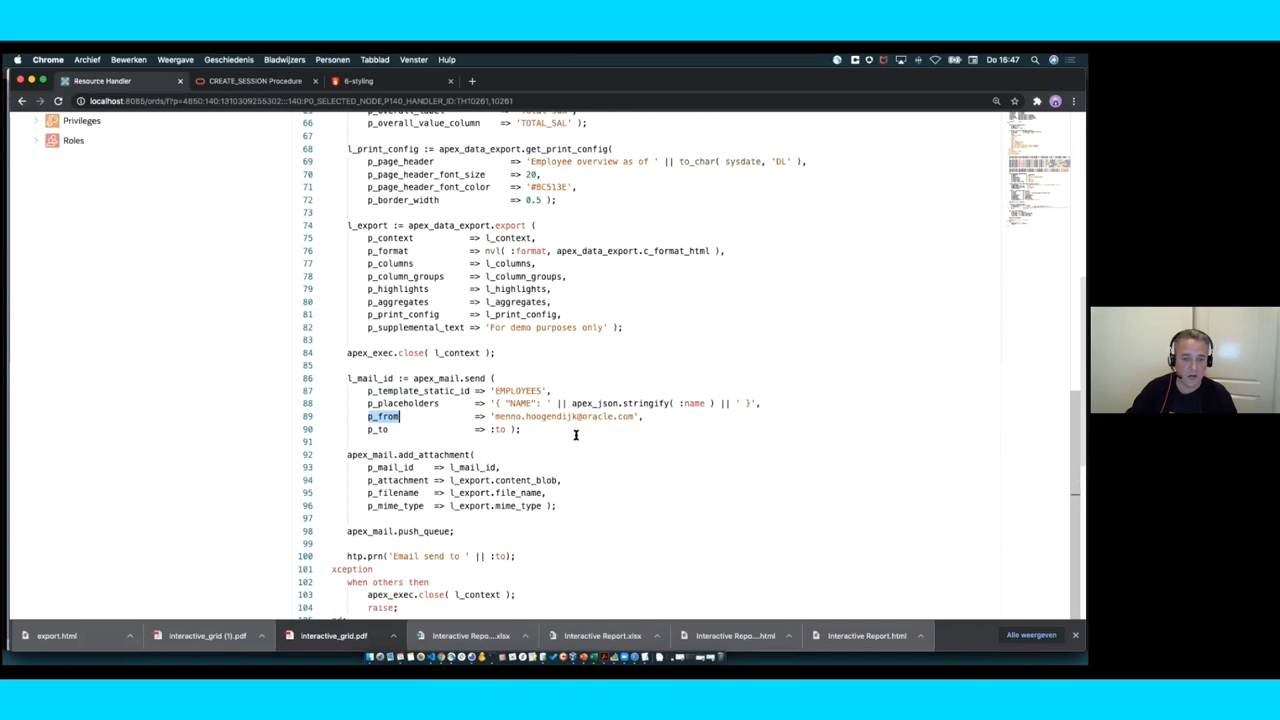 Chrome Archief Bewerken Weergave Geschiedenis Bladwijzers Personen Tabblad Venster Help Do 16:47
Resource Handler × CREATE_SESSION Procedure × 6-styling × +
localhost:8085/ords/f?p=4850:140:1310309255302:::140:P0_SELECTED_NODE,P140_HANDLER_ID:TH10261,10261
Privileges
Roles
66 p_overall_value_column => 'TOTAL_SAL' );
67
68 l_print_config := apex_data_export.get_print_config(
69 p_page_header => 'Employee overview as of ' || to_char( sysdate, 'DL' ),
70 p_page_header_font_size => 20,
71 p_page_header_font_color => '#BC513E',
72 p_border_width => 0.5 );
73
74 l_export := apex_data_export.export (
75 p_context => l_context,
76 p_format => nvl( :format, apex_data_export.c_format_html ),
77 p_columns => l_columns,
78 p_column_groups => l_column_groups,
79 p_highlights => l_highlights,
80 p_aggregates => l_aggregates,
81 p_print_config => l_print_config,
82 p_supplemental_text => 'For demo purposes only' );
83
84 apex_exec.close( l_context );
85
86 l_mail_id := apex_mail.send (
87 p_template_static_id => 'EMPLOYEES',
88 p_placeholders => '{ "NAME": ' || apex_json.stringify( :name ) || ' }',
89 p_from => 'menno.hoogendijk@oracle.com',
90 p_to => :to );
91
92 apex_mail.add_attachment(
93 p_mail_id => l_mail_id,
94 p_attachment => l_export.content_blob,
95 p_filename => l_export.file_name,
96 p_mime_type => l_export.mime_type );
97
98 apex_mail.push_queue;
99
100 htp.prn('Email send to ' || :to);
101 xception
102 when others then
103 apex_exec.close( l_context );
104 raise;
export.html interactive_grid (1).pdf interactive_grid.pdf Interactive Repo....xlsx Interactive Report.xlsx Interactive Repo....html Interactive Report.html Alle weergeven ×